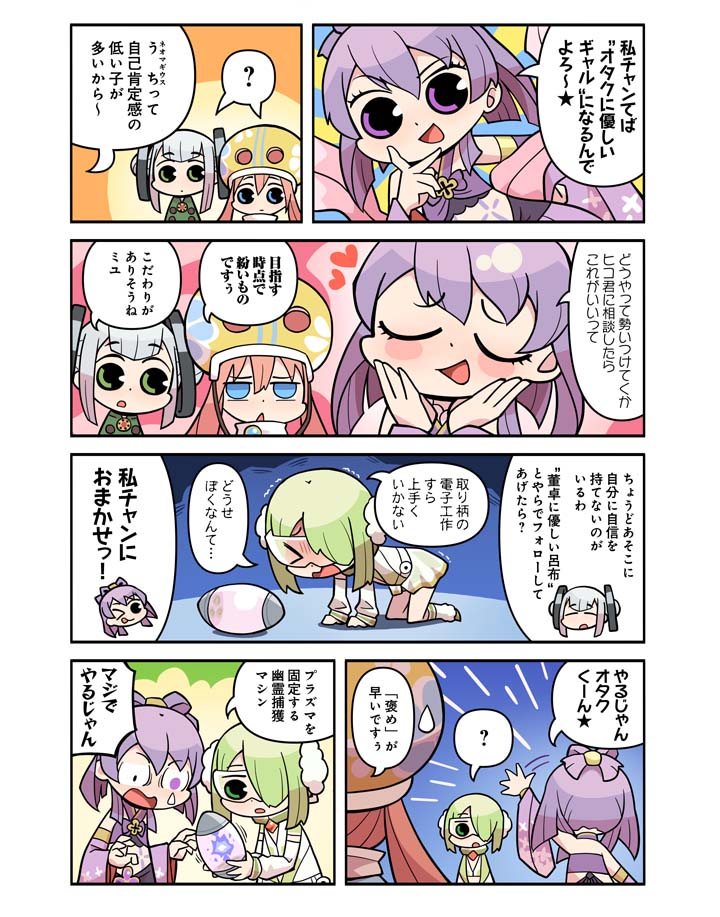 私チャンてば
"オタクに優しい
ギャル"になるんで
よろ〜★
ネオマギウス
う ちって
自己肯定感の
低い子が
多いから〜
?
どうやって勢いつけてくか
ヒコ君に相談したら
これがいいって
目指す
時点で
紛いもの
ですぅ
こだわりが
ありそうね
ミユ
ちょうどあそこに
自分に自信を
持てないのが
いるわ
"董卓に優しい呂布"
とやらでフォローして
あげたら?
取り柄の
電子工作
すら
上手く
いかない
どうせ
ぼくなんて…
私チャンに
おまかせっ!
やるじゃん
オタク
くーん★
?
「褒め」が
早いですぅ
プラズマを
固定する
幽霊捕獲
マシン
マジで
やるじゃん